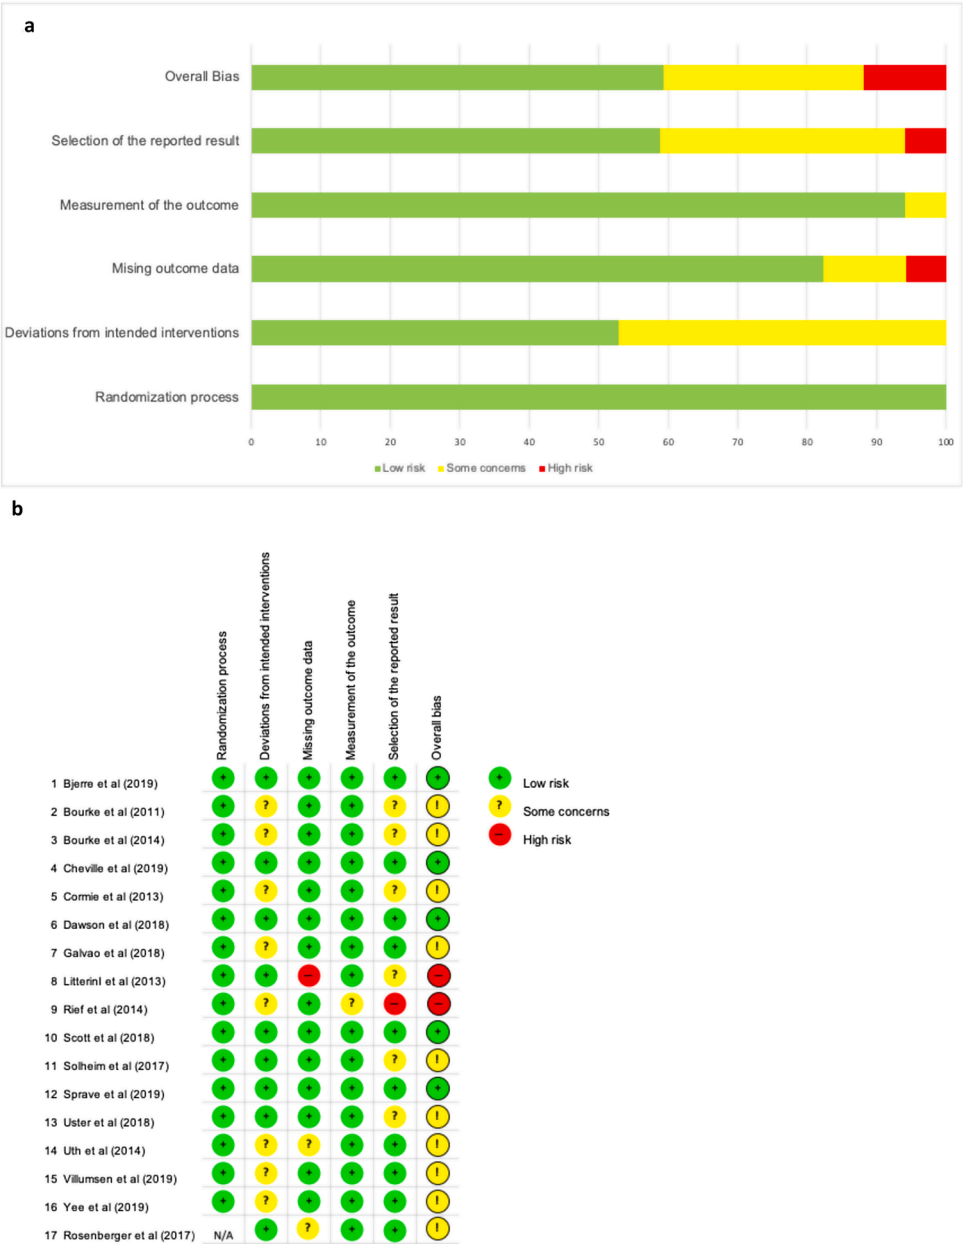 a
Overall Bias
Selection of the reported result
Measurement of the outcome
Mising outcome data
Deviations from intended interventions
Randomization process
0 10 20 30 40 50 60 70 80 90 100
Low risk Some concerns High risk
b
Randomization process
Deviations from intended interventions
Missing outcome data
Measurement of the outcome
Selection of the reported result
Overall bias
1 Bjerre et al (2019) + + + + + +
2 Bourke et al (2011) + ? + + ? !
3 Bourke et al (2014) + ? + + ? !
4 Cheville et al (2019) + + + + + +
5 Cormie et al (2013) + ? + + ? !
6 Dawson et al (2018) + + + + + +
7 Galvao et al (2018) + ? + + + !
8 LitterinI et al (2013) + + − + ? −
9 Rief et al (2014) + ? + ? − −
10 Scott et al (2018) + + + + + +
11 Solheim et al (2017) + + + + ? !
12 Sprave et al (2019) + + + + + +
13 Uster et al (2018) + + + + ? !
14 Uth et al (2014) + ? ? + + !
15 Villumsen et al (2019) + ? + + + !
16 Yee et al (2019) + ? + + + !
17 Rosenberger et al (2017) N/A + ? + + !
+ Low risk
? Some concerns
− High risk